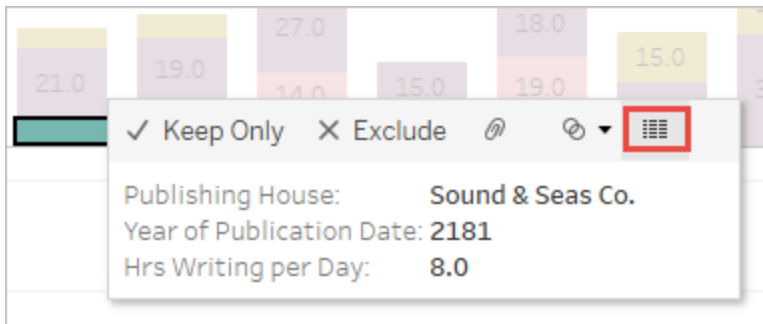 27.0
18.0
21.0
19.0
15.0
14.0
15.0
19.0
Keep Only
Exclude
Publishing House: Sound & Seas Co.
Year of Publication Date: 2181
Hrs Writing per Day: 8.0